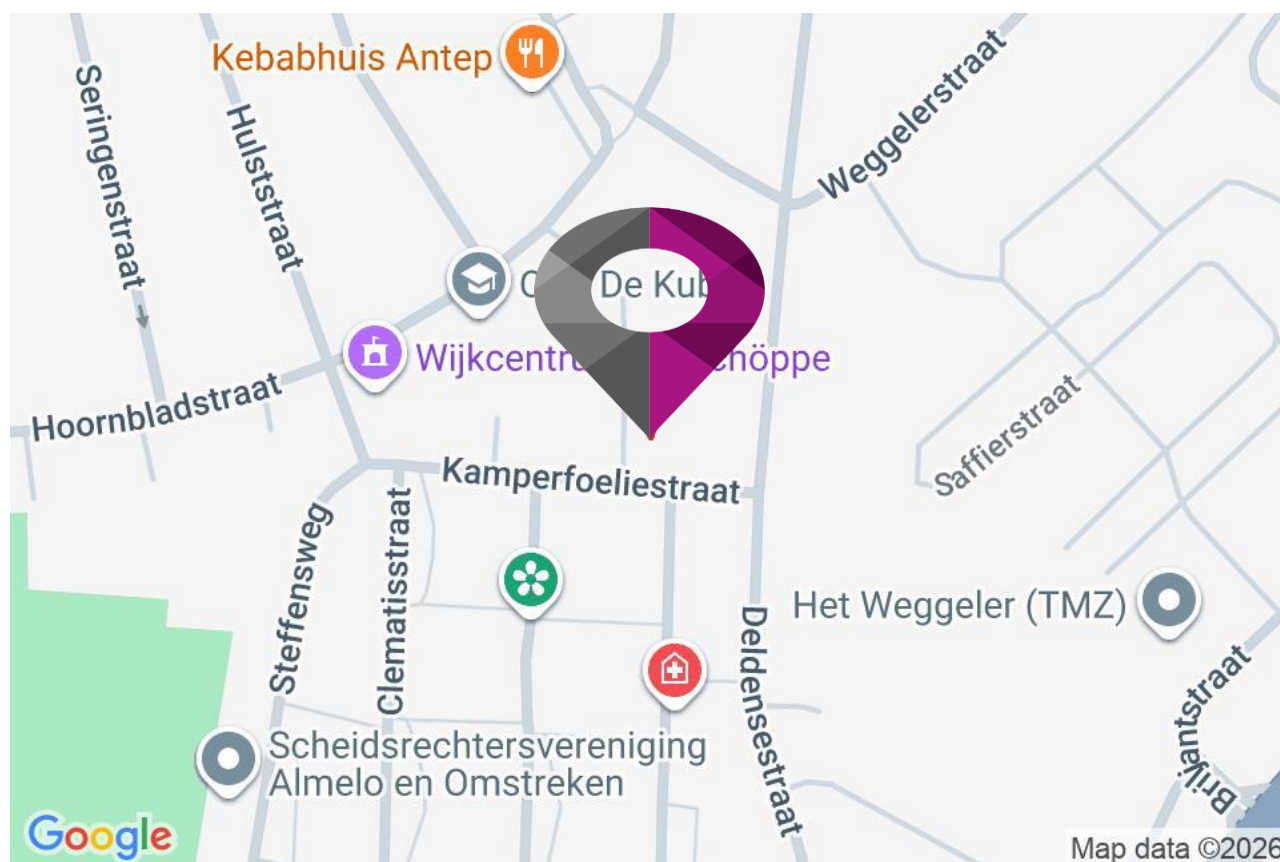 Kebabhuis Antep
Seringenstraat
Hulststraat
Weggelerstraat
De Kub
Wijkcentru
höppe
Hoornbladstraat
Kamperfoeliestraat
Saffierstraat
Steffensweg
Clematisstraat
Het Weggeler (TMZ)
Deldensestraat
Briljantstraat
Scheidsrechtersvereniging
Almelo en Omstreken
Google
Map data ©2026